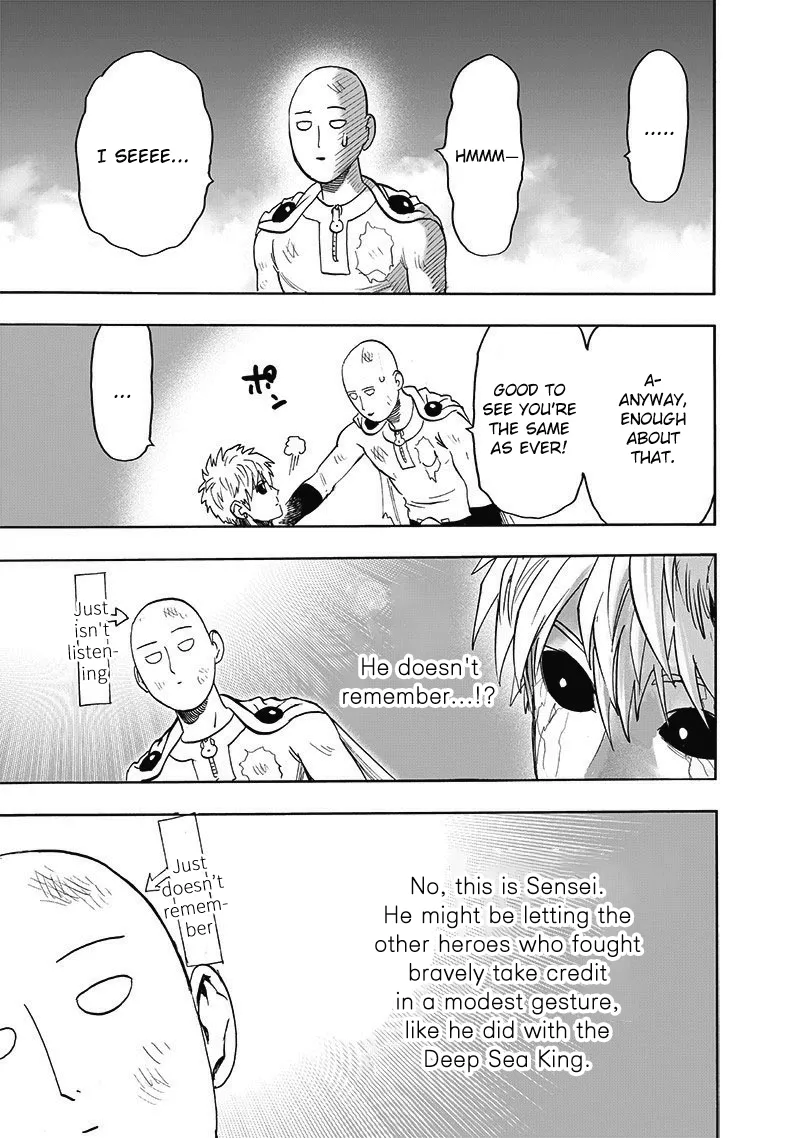 .....
HMMM—
I SEEEE...
A-
ANYWAY,
ENOUGH
ABOUT
THAT.
GOOD TO
SEE YOU'RE
THE SAME
AS EVER!
ポン
...
He doesn't
remember...!?
Just
isn't
listen-
ing
No, this is Sensei.
He might be letting the
other heroes who fought
bravely take credit
in a modest gesture,
like he did with the
Deep Sea King.
Just
doesn't
remem-
ber